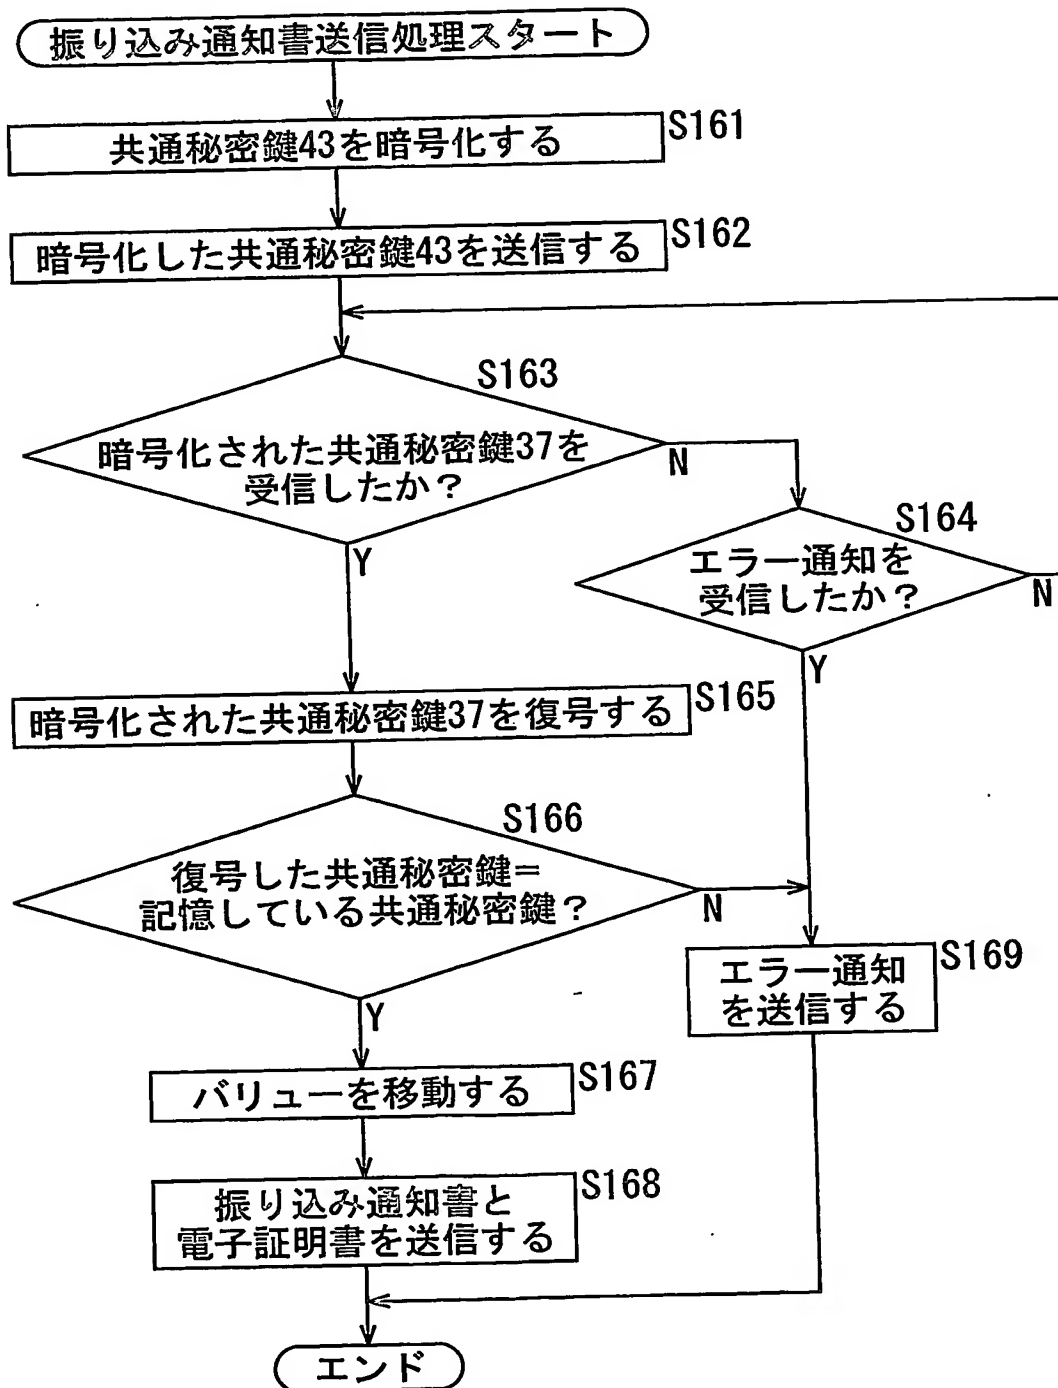 振り込み通知書送信処理スタート
共通秘密鍵43を暗号化する
S161
暗号化した共通秘密鍵43を送信する
S162
S163
暗号化された共通秘密鍵37を
受信したか?
N
Y
S164
エラー通知を
受信したか?
N
Y
暗号化された共通秘密鍵37を復号する
S165
S166
復号した共通秘密鍵=
記憶している共通秘密鍵?
N
Y
エラー通知
を送信する
S169
バリューを移動する
S167
振り込み通知書と
電子証明書を送信する
S168
エンド